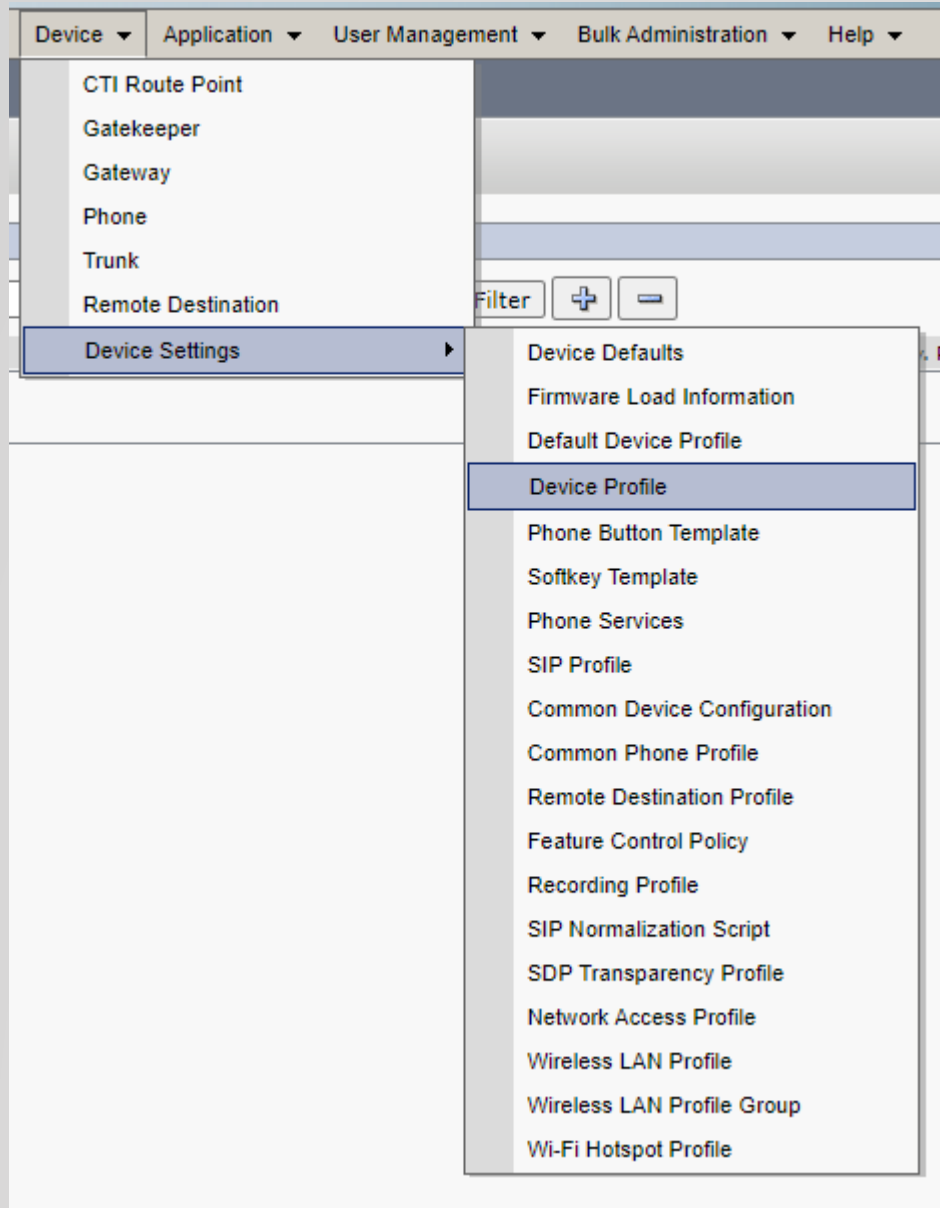 Device Application User Management Bulk Administration Help
CTI Route Point
Gatekeeper
Gateway
Phone
Trunk
Remote Destination
Filter
Device Settings
Device Defaults
Firmware Load Information
Default Device Profile
Device Profile
Phone Button Template
Softkey Template
Phone Services
SIP Profile
Common Device Configuration
Common Phone Profile
Remote Destination Profile
Feature Control Policy
Recording Profile
SIP Normalization Script
SDP Transparency Profile
Network Access Profile
Wireless LAN Profile
Wireless LAN Profile Group
Wi-Fi Hotspot Profile